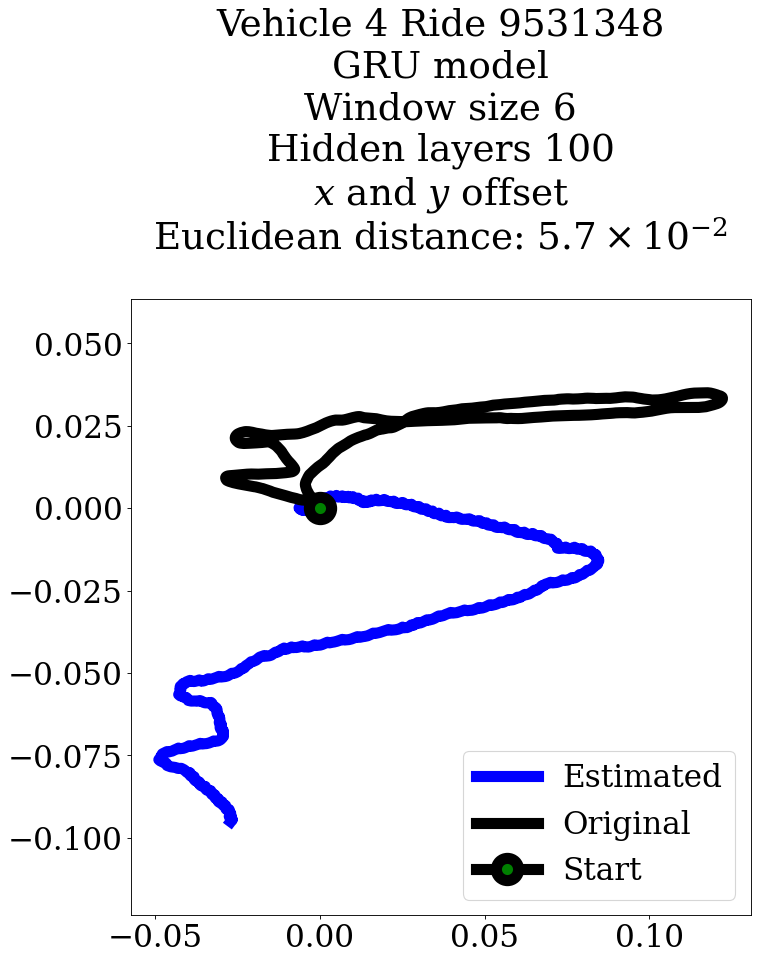 Vehicle 4 Ride 9531348
GRU model
Window size 6
Hidden layers 100
x and y offset
Euclidean distance: 5.7 × 10⁻²
0.050
0.025
0.000
−0.025
−0.050
−0.075
−0.100
Estimated
Original
Start
−0.05 0.00 0.05 0.10